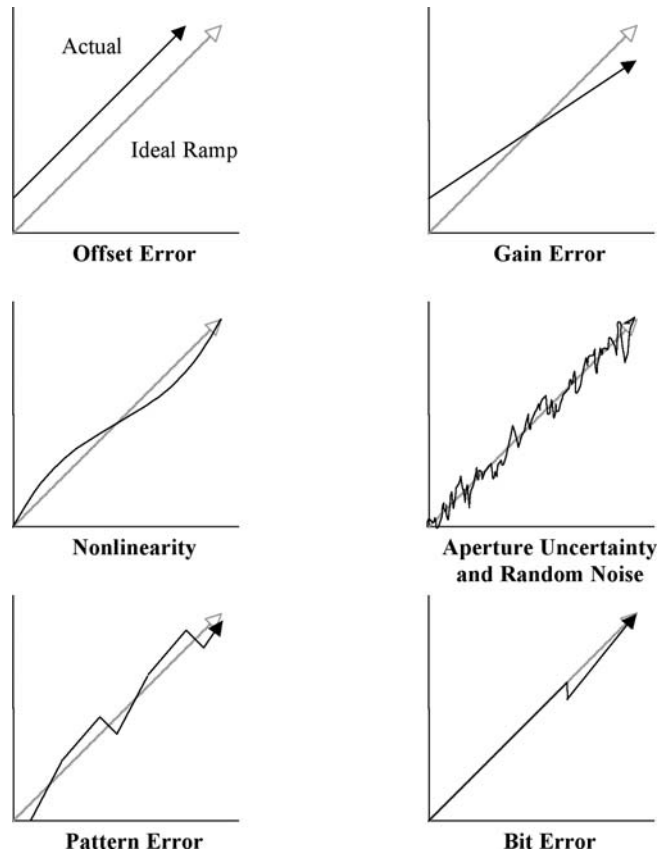 Actual
Ideal Ramp
Offset Error
Gain Error
Nonlinearity
Aperture Uncertainty
and Random Noise
Pattern Error
Bit Error